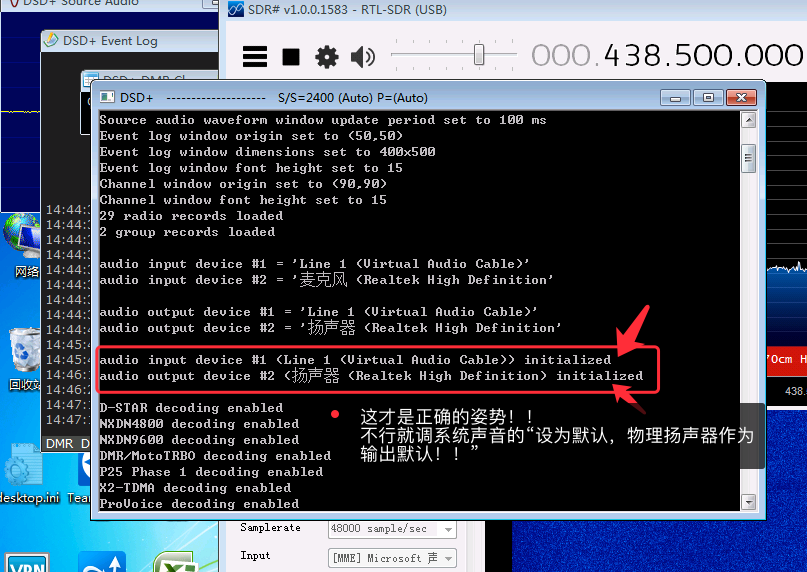 DSD+ Source Audio
SDR# v1.0.0.1583 - RTL-SDR (USB)
DSD+ Event Log
000.438.500.000
DSD+ -------------------- S/S=2400 (Auto) P=(Auto)
Source audio waveform window update period set to 100 ms
Event log window origin set to (50,50)
Event log window dimensions set to 400x500
Event log window font height set to 15
Channel window origin set to (90,90)
Channel window font height set to 15
29 radio records loaded
2 group records loaded
audio input device #1 = 'Line 1 (Virtual Audio Cable)'
audio input device #2 = '麦克风 (Realtek High Definition'
audio output device #1 = 'Line 1 (Virtual Audio Cable)'
audio output device #2 = '扬声器 (Realtek High Definition'
audio input device #1 (Line 1 (Virtual Audio Cable)) initialized
audio output device #2 (扬声器 (Realtek High Definition) initialized
D-STAR decoding enabled
NXDN4800 decoding enabled
NXDN9600 decoding enabled
DMR/MotoTRBO decoding enabled
P25 Phase 1 decoding enabled
X2-TDMA decoding enabled
ProVoice decoding enabled
这才是正确的姿势！！
不行就调系统声音的“设为默认，物理扬声器作为
输出默认！！”
14:44:
14:44:
14:44:
14:44:
14:44:
14:44:
14:44:
14:44:
14:44:
14:45:
14:45:
14:46:
14:46:
14:47:
14:47:
DMR
网络
回收站
desktop.ini
70cm
438.
Samplerate
48000 sample/sec
Input
[MME] Microsoft 声
VPN